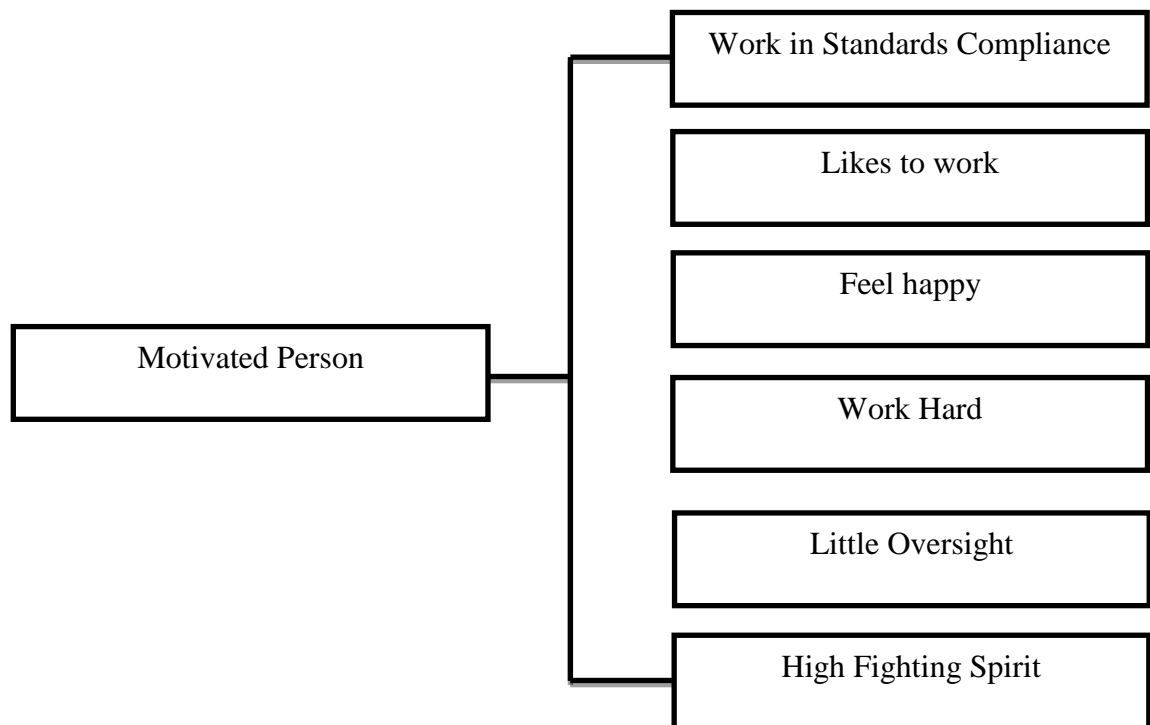 Work in Standards Compliance
Likes to work
Feel happy
Motivated Person
Work Hard
Little Oversight
High Fighting Spirit